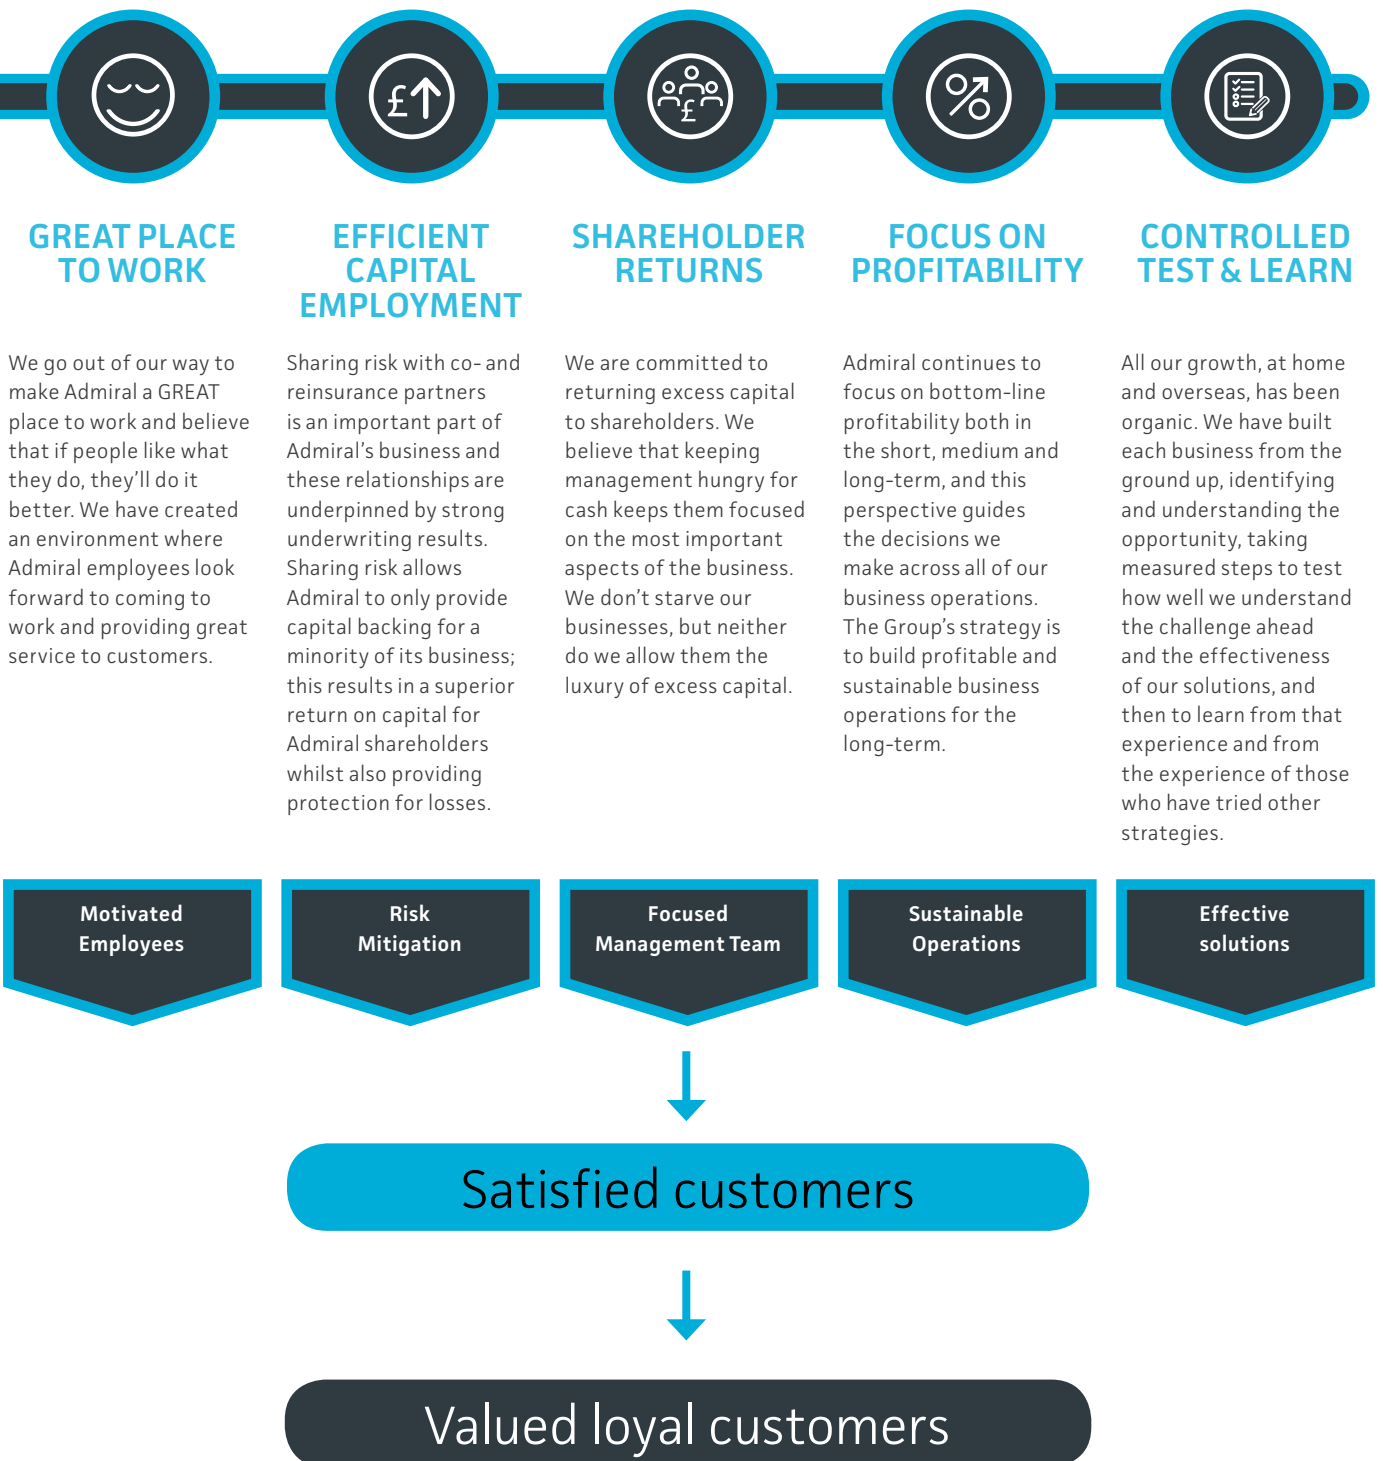 GREAT PLACE
TO WORK
We go out of our way to
make Admiral a GREAT
place to work and believe
that if people like what
they do, they’ll do it
better. We have created
an environment where
Admiral employees look
forward to coming to
work and providing great
service to customers.
Motivated
Employees
£
EFFICIENT
CAPITAL
EMPLOYMENT
Sharing risk with co- and
reinsurance partners
is an important part of
Admiral’s business and
these relationships are
underpinned by strong
underwriting results.
Sharing risk allows
Admiral to only provide
capital backing for a
minority of its business;
this results in a superior
return on capital for
Admiral shareholders
whilst also providing
protection for losses.
Risk
Mitigation
£
SHAREHOLDER
RETURNS
We are committed to
returning excess capital
to shareholders. We
believe that keeping
management hungry for
cash keeps them focused
on the most important
aspects of the business.
We don’t starve our
businesses, but neither
do we allow them the
luxury of excess capital.
Focused
Management Team
FOCUS ON
PROFITABILITY
Admiral continues to
focus on bottom-line
profitability both in
the short, medium and
long-term, and this
perspective guides
the decisions we
make across all of our
business operations.
The Group’s strategy is
to build profitable and
sustainable business
operations for the
long-term.
Sustainable
Operations
CONTROLLED
TEST & LEARN
All our growth, at home
and overseas, has been
organic. We have built
each business from the
ground up, identifying
and understanding the
opportunity, taking
measured steps to test
how well we understand
the challenge ahead
and the effectiveness
of our solutions, and
then to learn from that
experience and from
the experience of those
who have tried other
strategies.
Effective
solutions
Satisfied customers
Valued loyal customers